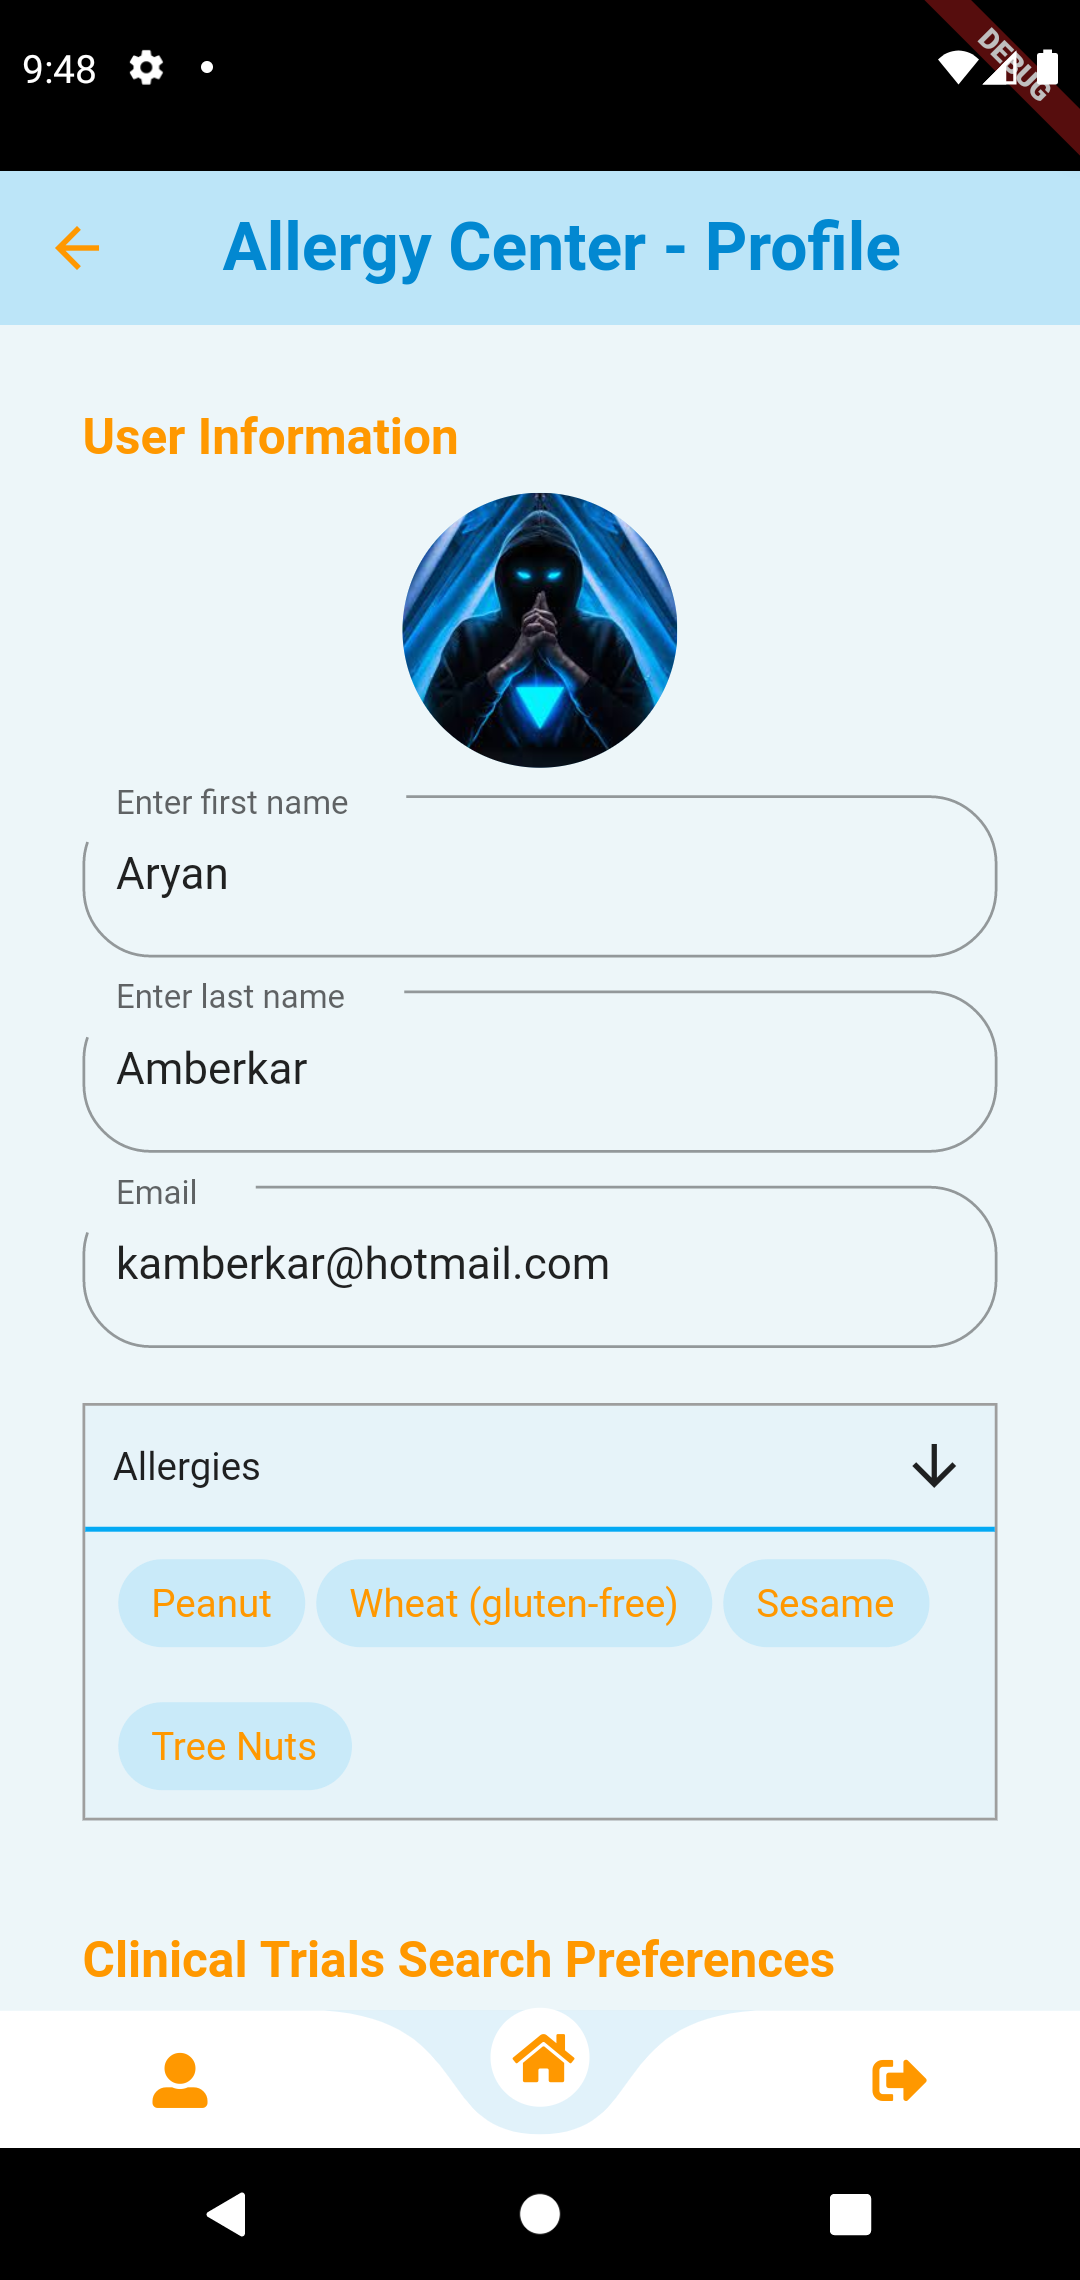 9:48
DEBUG
Allergy Center - Profile
User Information
Enter first name
Aryan
Enter last name
Amberkar
Email
kamberkar@hotmail.com
Allergies
Peanut
Wheat (gluten-free)
Sesame
Tree Nuts
Clinical Trials Search Preferences